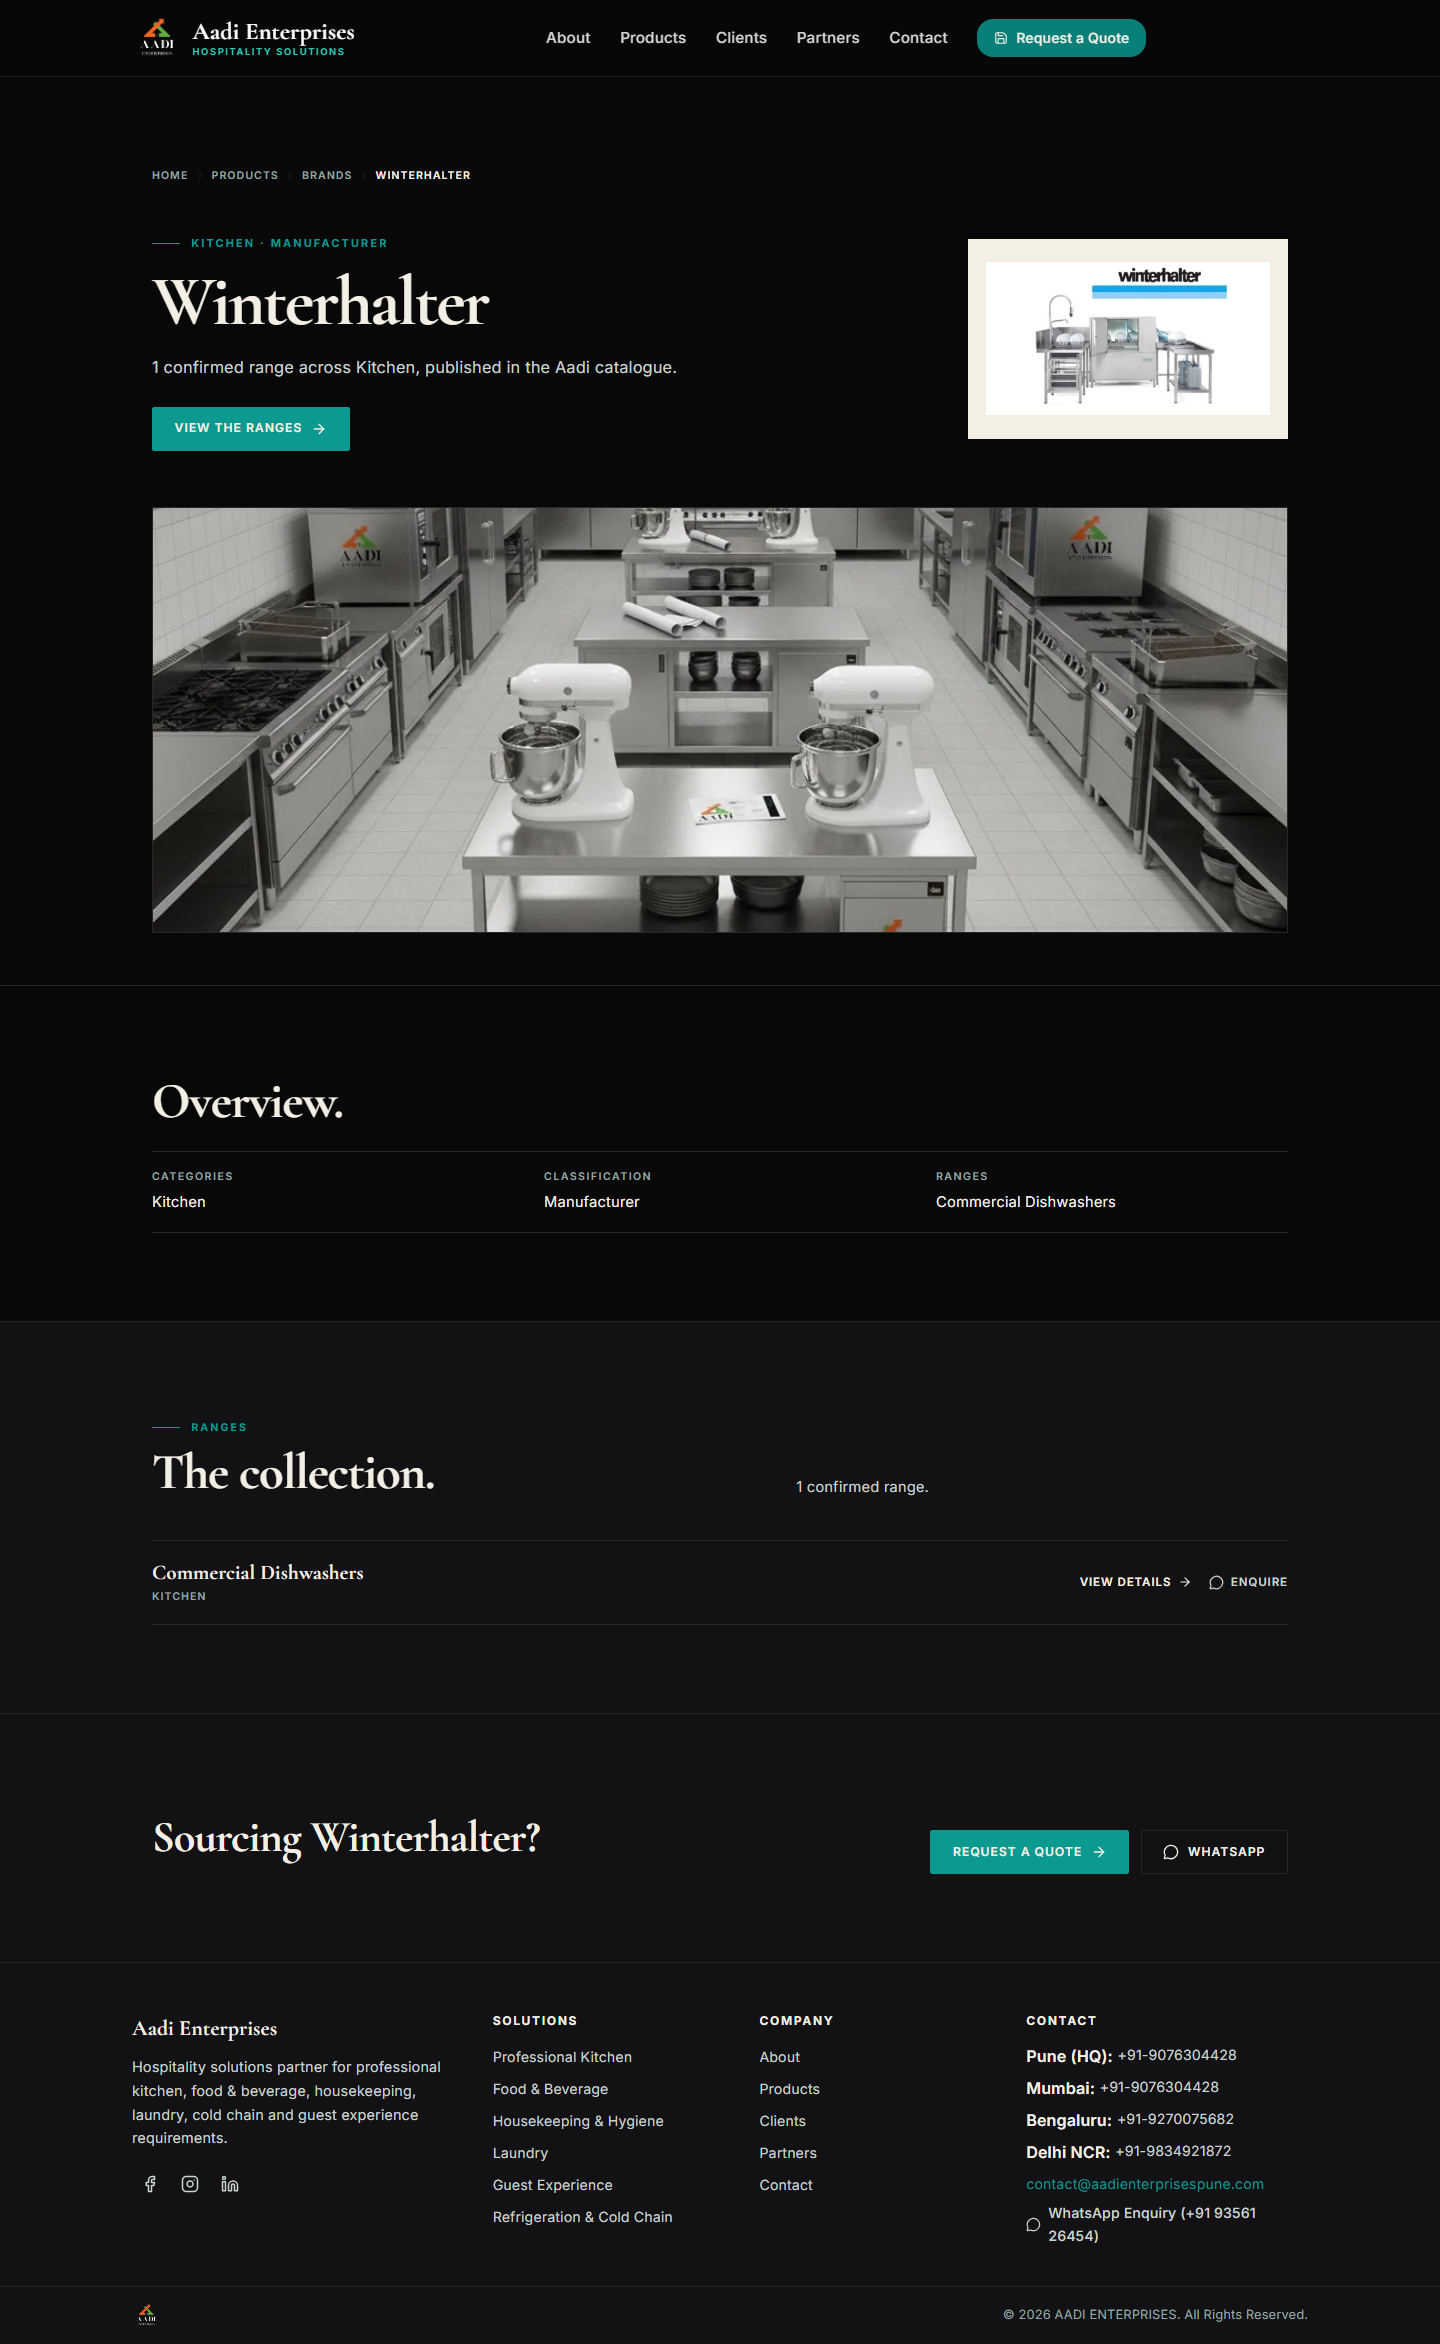 AADI
ENTERPRISES
Aadi Enterprises
HOSPITALITY SOLUTIONS
About
Products
Clients
Partners
Contact
Request a Quote
HOME
PRODUCTS
BRANDS
WINTERHALTER
KITCHEN · MANUFACTURER
Winterhalter
1 confirmed range across Kitchen, published in the Aadi catalogue.
VIEW THE RANGES
winterhalter
AADI
AADI
AADI
Overview.
CATEGORIES
Kitchen
CLASSIFICATION
Manufacturer
RANGES
Commercial Dishwashers
RANGES
The collection.
1 confirmed range.
Commercial Dishwashers
KITCHEN
VIEW DETAILS
ENQUIRE
Sourcing Winterhalter?
REQUEST A QUOTE
WHATSAPP
Aadi Enterprises
Hospitality solutions partner for professional
kitchen, food & beverage, housekeeping,
laundry, cold chain and guest experience
requirements.
SOLUTIONS
Professional Kitchen
Food & Beverage
Housekeeping & Hygiene
Laundry
Guest Experience
Refrigeration & Cold Chain
COMPANY
About
Products
Clients
Partners
Contact
CONTACT
Pune (HQ): +91-9076304428
Mumbai: +91-9076304428
Bengaluru: +91-9270075682
Delhi NCR: +91-9834921872
contact@aadienterprisespune.com
WhatsApp Enquiry (+91 93561
26454)
AADI
© 2026 AADI ENTERPRISES. All Rights Reserved.